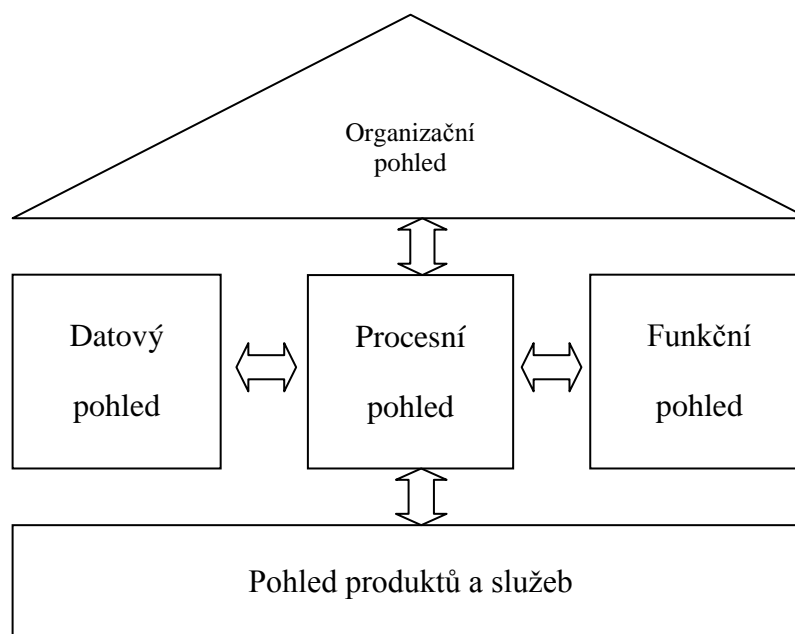 Organizační
pohled
Datový
pohled
Procesní
pohled
Funkční
pohled
Pohled produktů a služeb